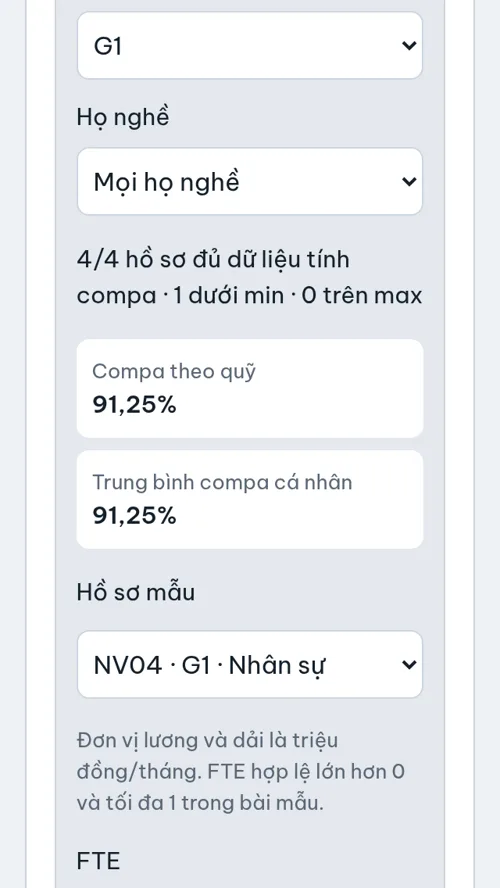 G1
Họ nghề
Mọi họ nghề
4/4 hồ sơ đủ dữ liệu tính
compa · 1 dưới min · 0 trên max
Compa theo quỹ
91,25%
Trung bình compa cá nhân
91,25%
Hồ sơ mẫu
NV04 · G1 · Nhân sự
Đơn vị lương và dải là triệu
đồng/tháng. FTE hợp lệ lớn hơn 0
và tối đa 1 trong bài mẫu.
FTE